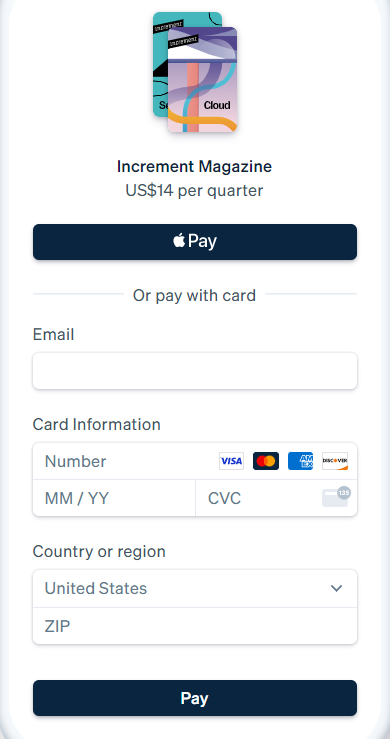 increment
increment
Se
Cloud
Increment Magazine
US$14 per quarter
Pay
Or pay with card
Email
Card Information
Number VISA AMEX DISCOVER
MM / YY CVC 135
Country or region
United States
ZIP
Pay